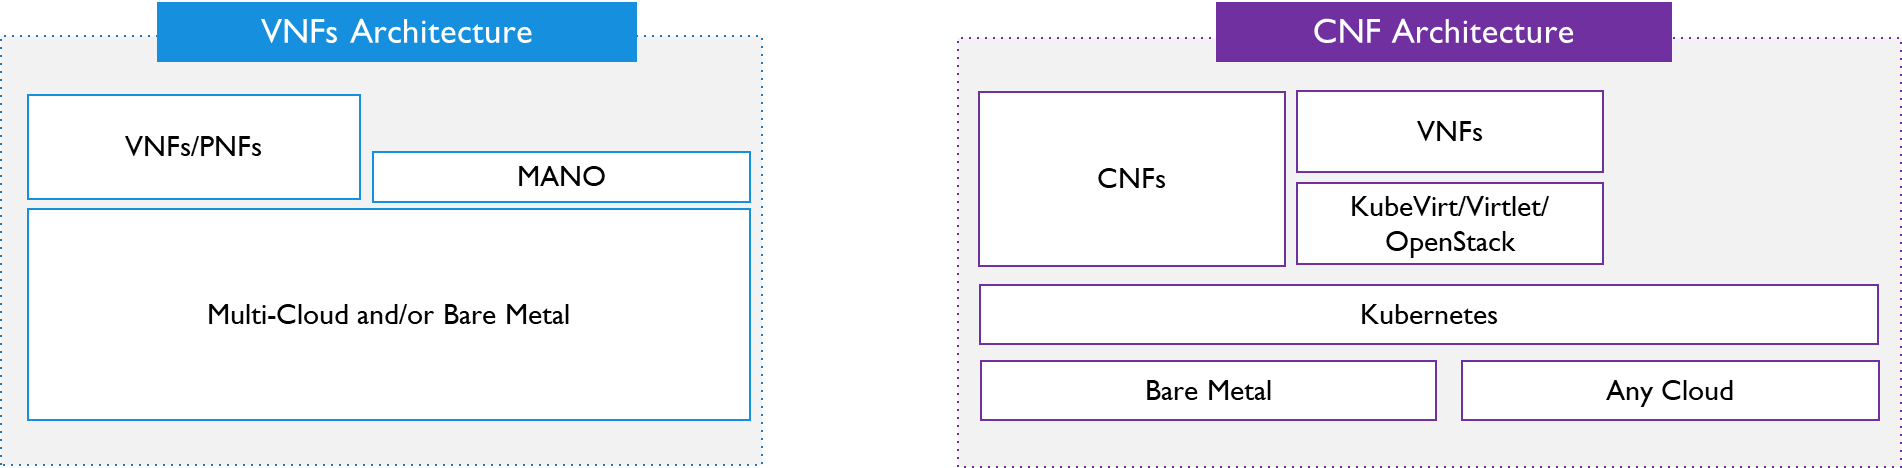 VNFs Architecture
VNFs/PNFs
MANO
Multi-Cloud and/or Bare Metal
CNF Architecture
CNFs
VNFs
KubeVirt/Virtlet/
OpenStack
Kubernetes
Bare Metal
Any Cloud